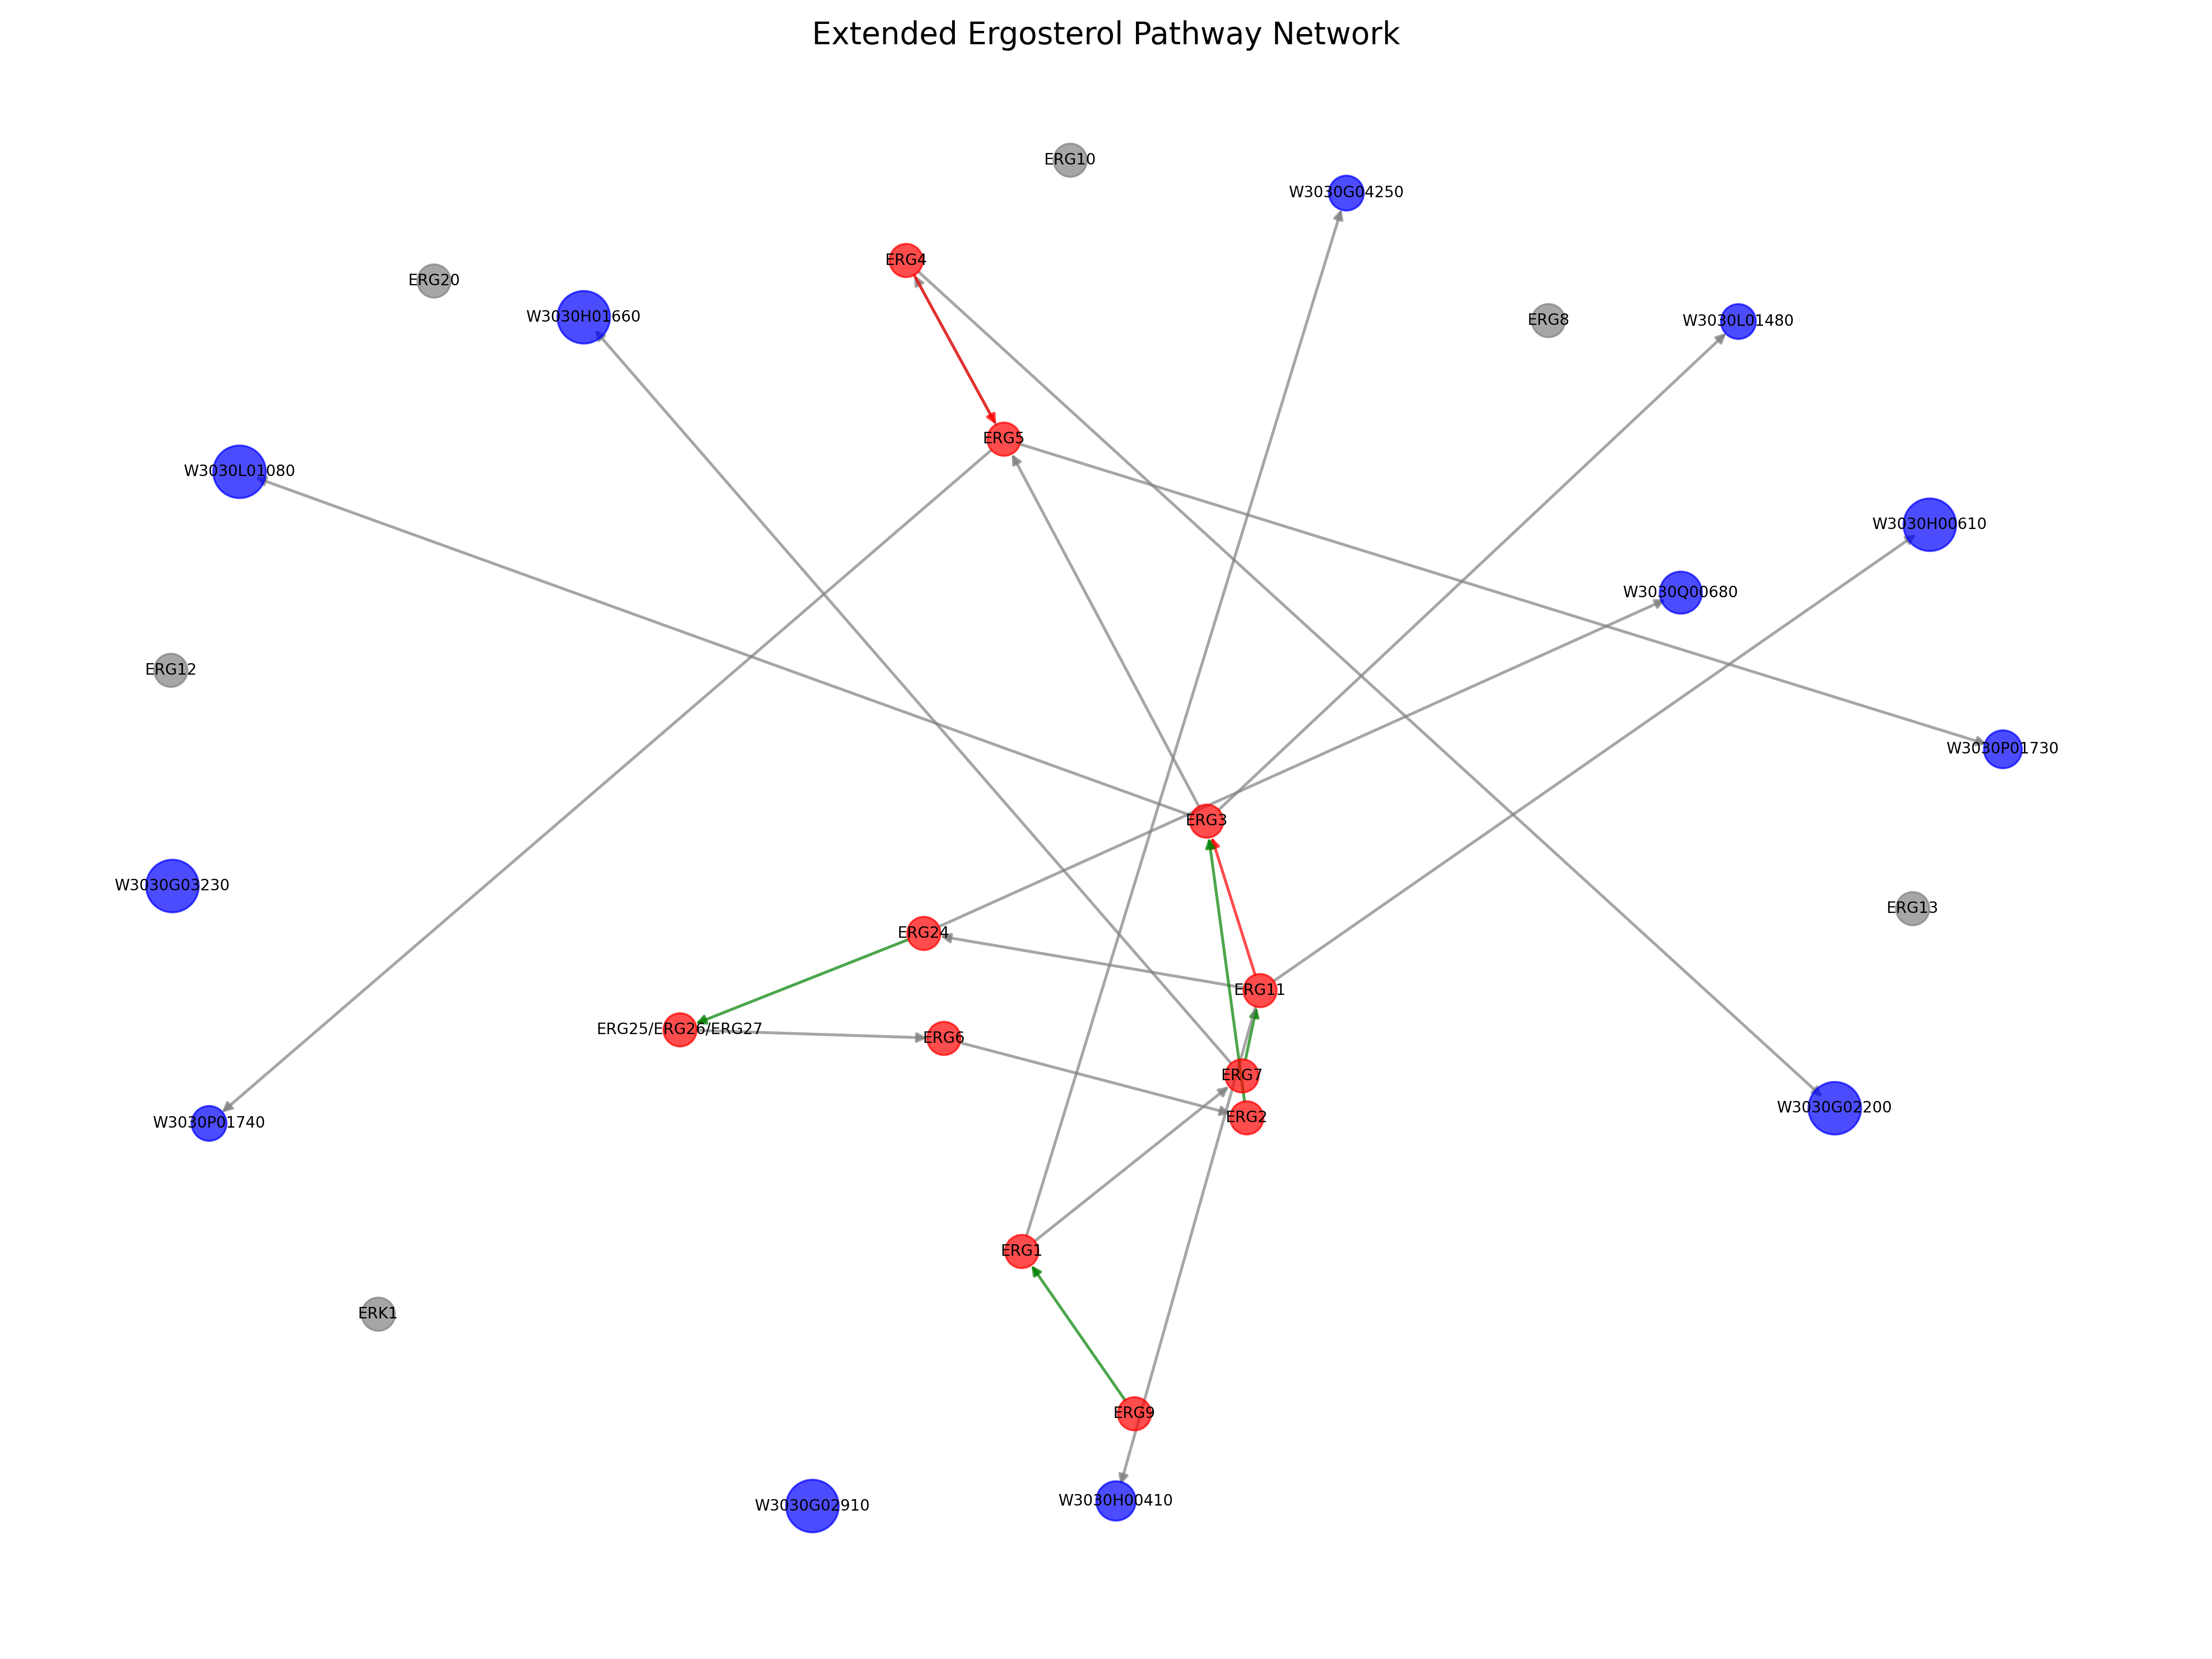 Extended Ergosterol Pathway Network
ERG10
W3030G04250
ERG4
ERG20
W3030H01660
ERG8
W3030L01480
ERG5
W3030L01080
W3030H00610
W3030Q00680
ERG12
W3030P01730
ERG3
W3030G03230
ERG13
ERG24
ERG11
ERG25/ERG26/ERG27
ERG6
ERG7
W3030G02200
ERG2
W3030P01740
ERG1
ERK1
ERG9
W3030H00410
W3030G02910